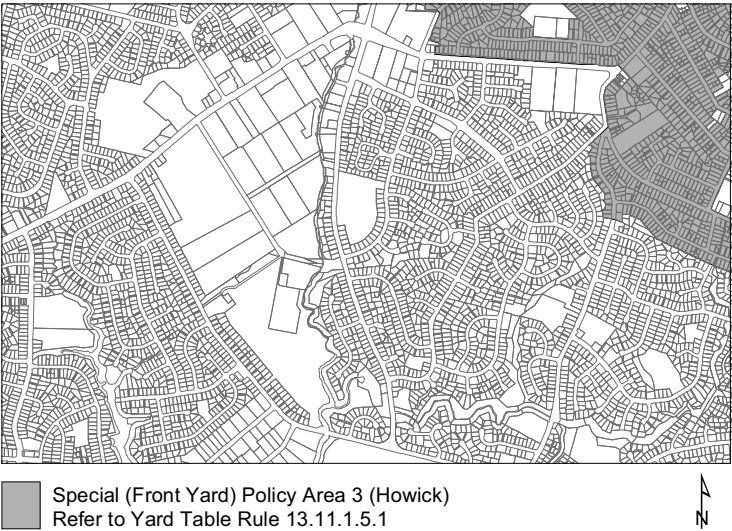 Special (Front Yard) Policy Area 3 (Howick)
Refer to Yard Table Rule 13.11.1.5.1
N